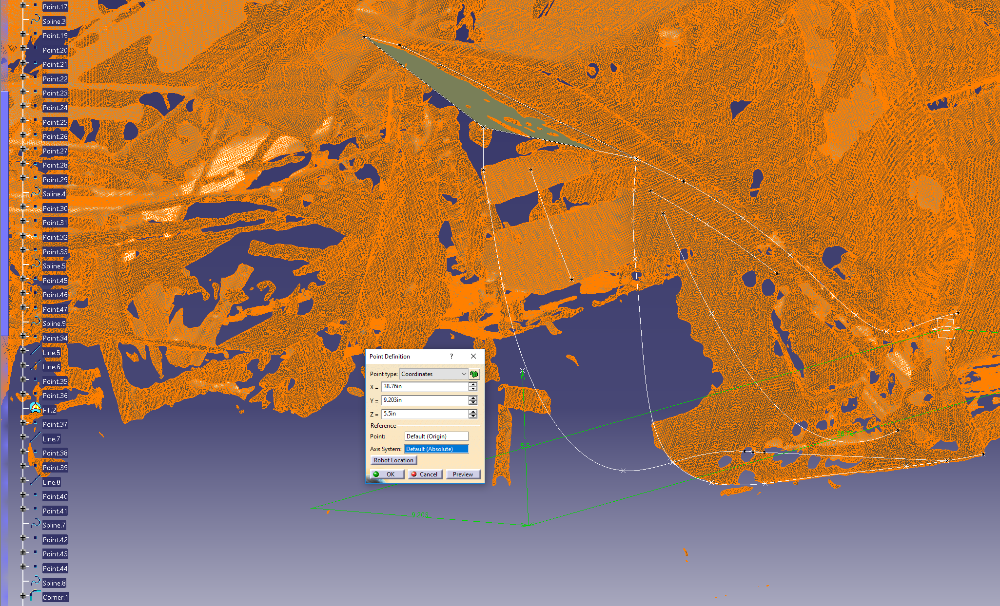 Point.17
Spline.3
Point.19
Point.20
Point.21
Point.22
Point.23
Point.24
Point.25
Point.26
Point.27
Point.28
Point.29
Spline.4
Point.30
Point.31
Point.32
Point.33
Spline.5
Point.45
Point.46
Point.47
Spline.9
Point.34
Line.5
Line.6
Point.35
Point.36
Fill.2
Point.37
Line.7
Point.38
Point.39
Line.8
Point.40
Point.41
Spline.7
Point.42
Point.43
Point.44
Spline.8
Corner.1
Point Definition ?
Point type: Coordinates
X = 38.76in
Y = 9.203in
Z = 5.5in
Reference
Point: Default (Origin)
Axis System: Default (Absolute)
Robot Location
OK Cancel Preview
5.5
9.203